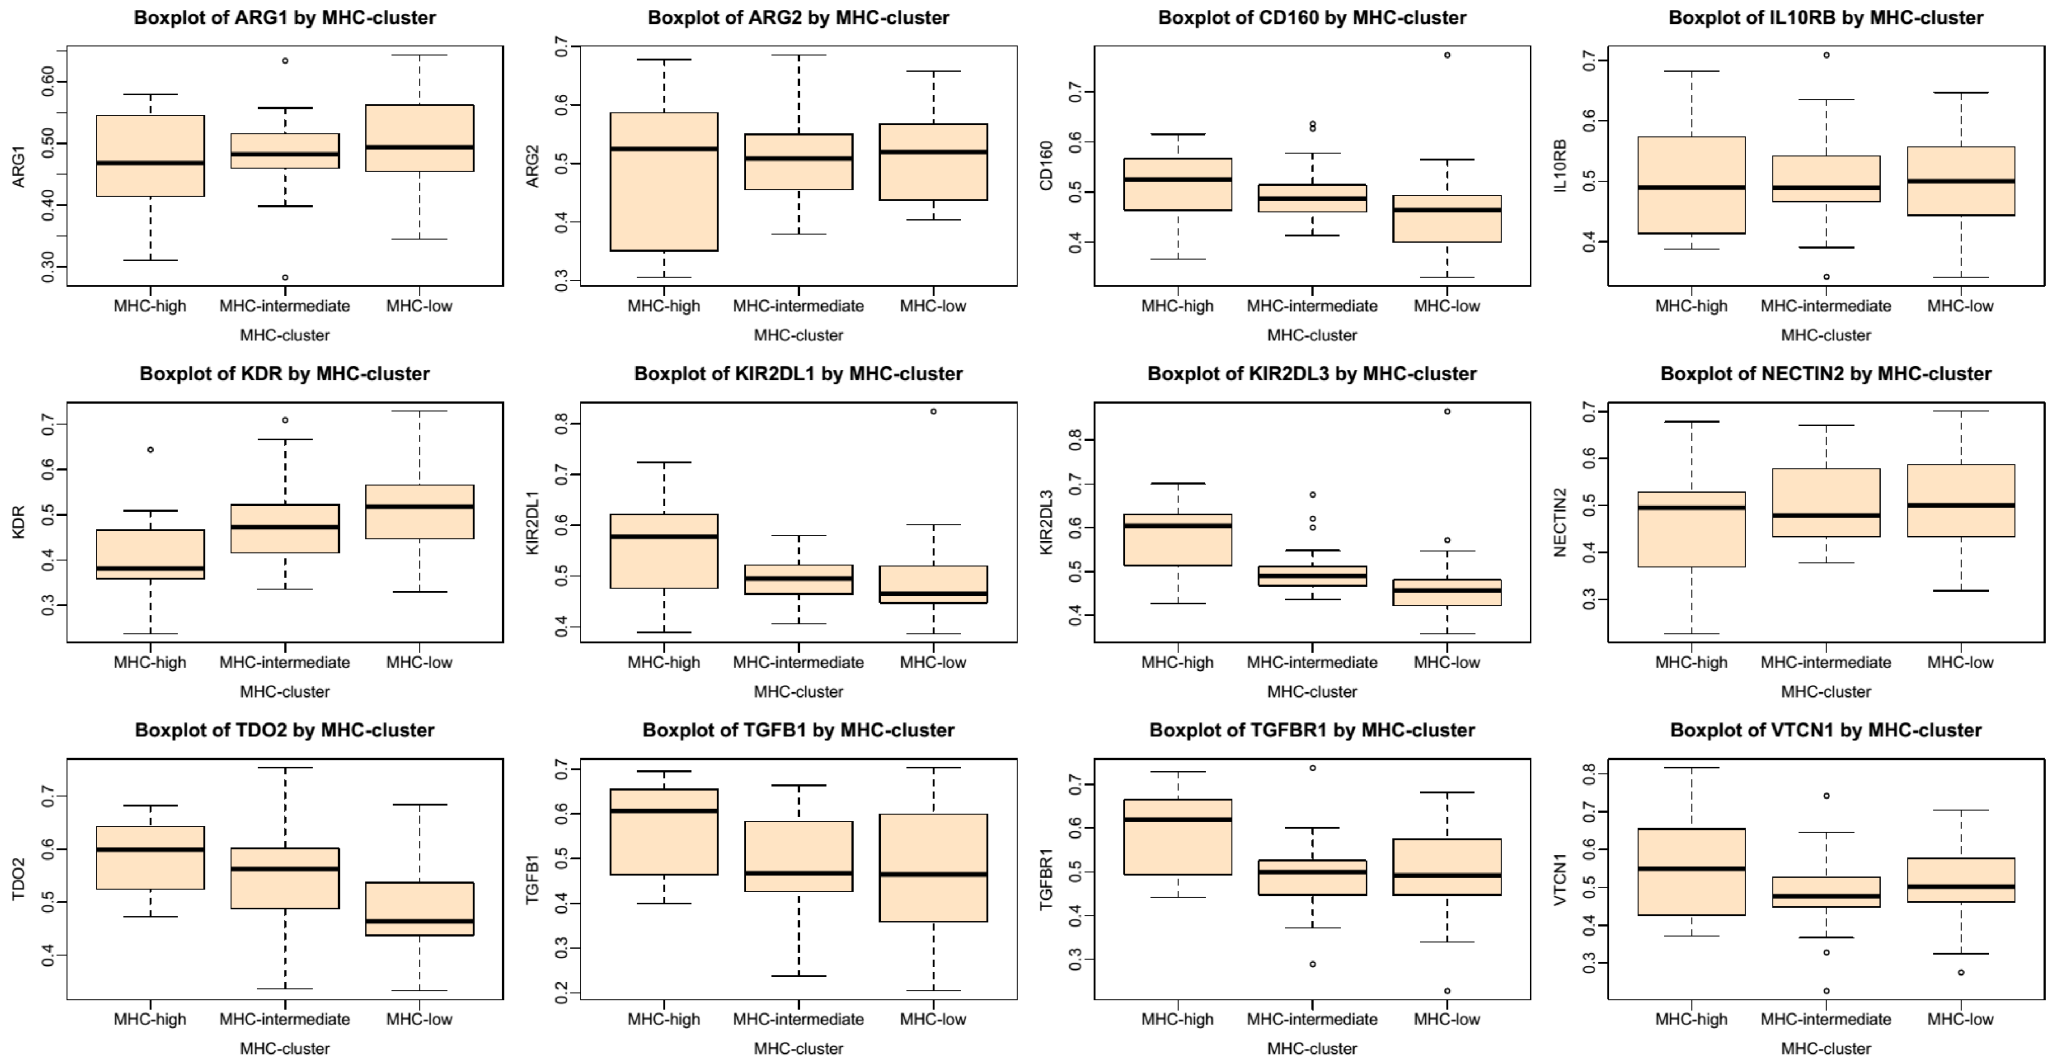 Boxplot of ARG1 by MHC-cluster
ARG1
0.60
0.50
0.40
0.30
MHC-high MHC-intermediate MHC-low
MHC-cluster
Boxplot of ARG2 by MHC-cluster
ARG2
0.7
0.6
0.5
0.4
0.3
MHC-high MHC-intermediate MHC-low
MHC-cluster
Boxplot of CD160 by MHC-cluster
CD160
0.7
0.6
0.5
0.4
MHC-high MHC-intermediate MHC-low
MHC-cluster
Boxplot of IL10RB by MHC-cluster
IL10RB
0.7
0.6
0.5
0.4
MHC-high MHC-intermediate MHC-low
MHC-cluster
Boxplot of KDR by MHC-cluster
KDR
0.7
0.6
0.5
0.4
0.3
MHC-high MHC-intermediate MHC-low
MHC-cluster
Boxplot of KIR2DL1 by MHC-cluster
KIR2DL1
0.8
0.7
0.6
0.5
0.4
MHC-high MHC-intermediate MHC-low
MHC-cluster
Boxplot of KIR2DL3 by MHC-cluster
KIR2DL3
0.8
0.7
0.6
0.5
0.4
MHC-high MHC-intermediate MHC-low
MHC-cluster
Boxplot of NECTIN2 by MHC-cluster
NECTIN2
0.7
0.6
0.5
0.4
0.3
MHC-high MHC-intermediate MHC-low
MHC-cluster
Boxplot of TDO2 by MHC-cluster
TDO2
0.7
0.6
0.5
0.4
MHC-high MHC-intermediate MHC-low
MHC-cluster
Boxplot of TGFB1 by MHC-cluster
TGFB1
0.7
0.6
0.5
0.4
0.3
0.2
MHC-high MHC-intermediate MHC-low
MHC-cluster
Boxplot of TGFBR1 by MHC-cluster
TGFBR1
0.7
0.6
0.5
0.4
0.3
MHC-high MHC-intermediate MHC-low
MHC-cluster
Boxplot of VTCN1 by MHC-cluster
VTCN1
0.8
0.7
0.6
0.5
0.4
0.3
MHC-high MHC-intermediate MHC-low
MHC-cluster